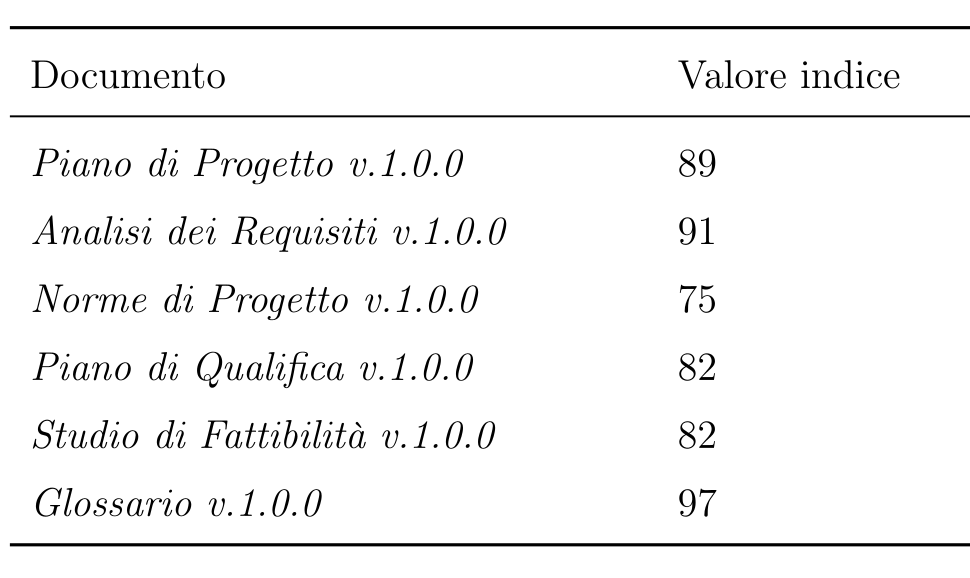 Documento Valore indice
Piano di Progetto v.1.0.0 89
Analisi dei Requisiti v.1.0.0 91
Norme di Progetto v.1.0.0 75
Piano di Qualifica v.1.0.0 82
Studio di Fattibilità v.1.0.0 82
Glossario v.1.0.0 97